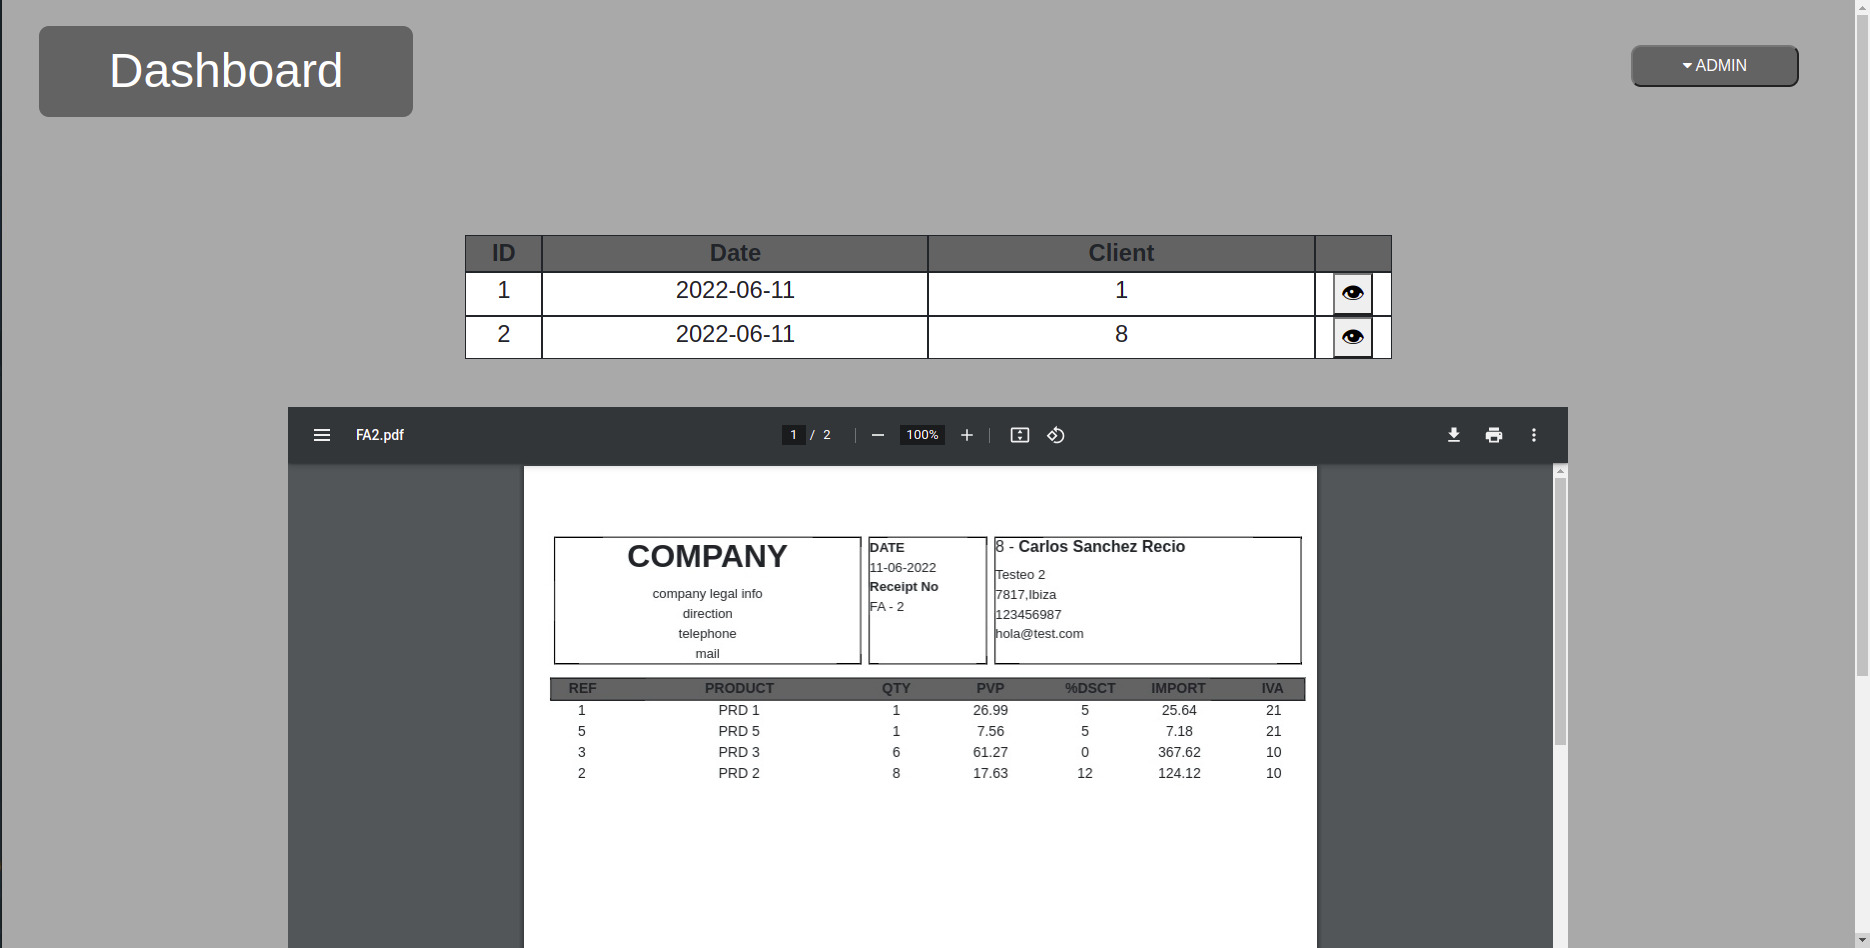 Dashboard
ADMIN
ID Date Client
1 2022-06-11 1
2 2022-06-11 8
FA2.pdf 1 / 2 100%
COMPANY
company legal info
direction
telephone
mail
DATE
11-06-2022
Receipt No
FA - 2
8 - Carlos Sanchez Recio
Testeo 2
7817,Ibiza
123456987
hola@test.com
REF PRODUCT QTY PVP %DSCT IMPORT IVA
1 PRD 1 1 26.99 5 25.64 21
5 PRD 5 1 7.56 5 7.18 21
3 PRD 3 6 61.27 0 367.62 10
2 PRD 2 8 17.63 12 124.12 10